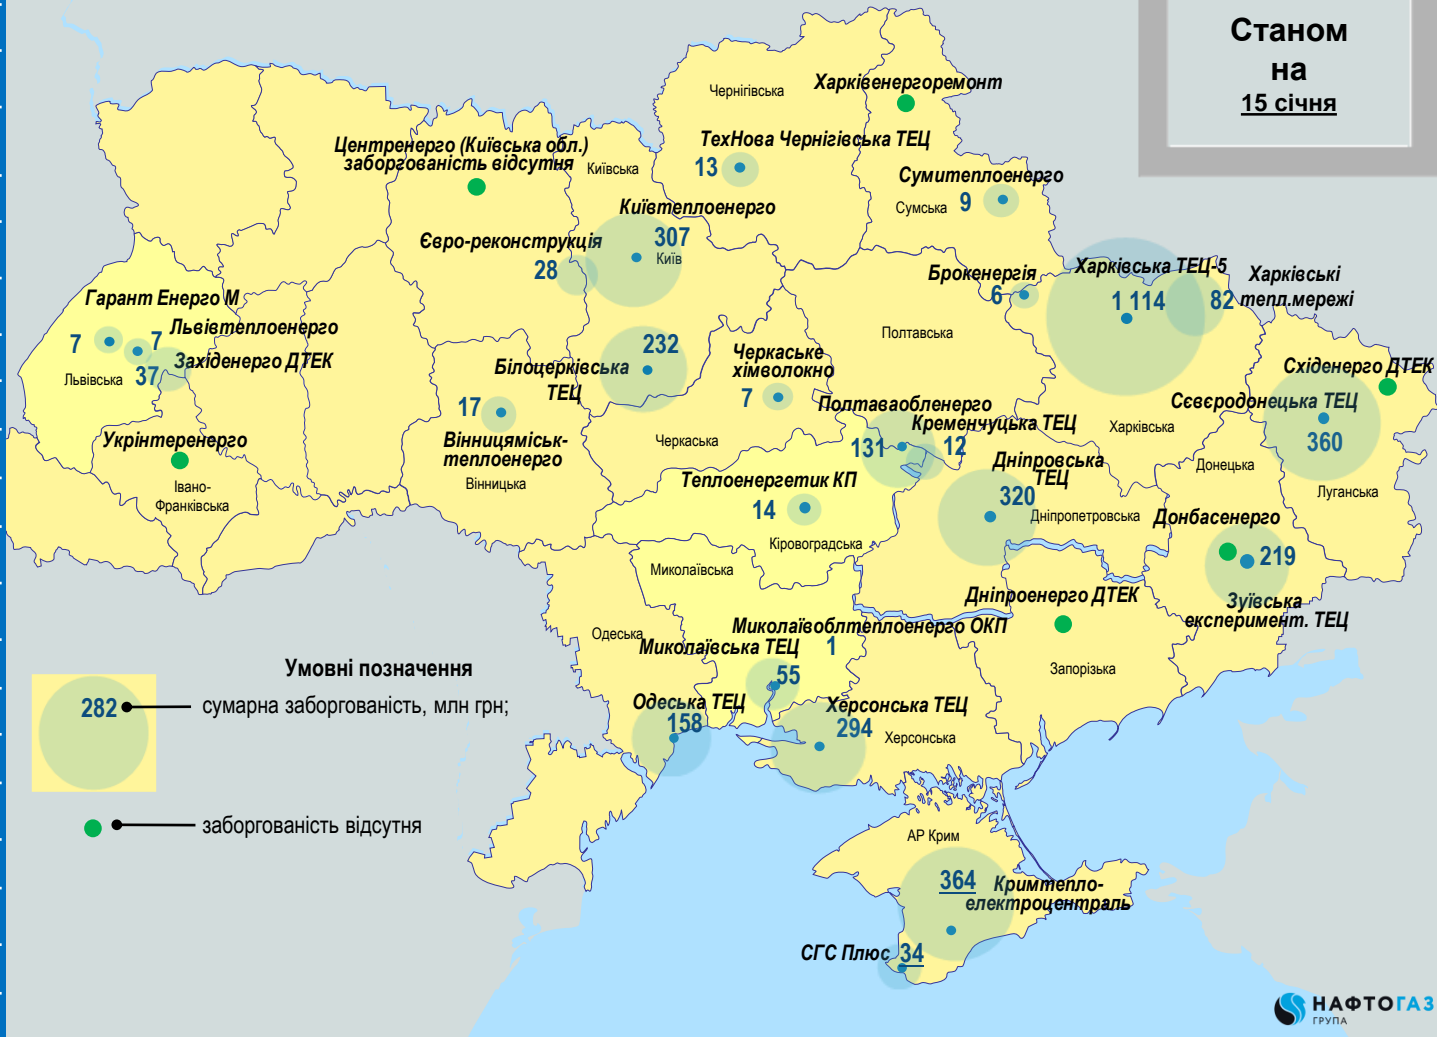 Станом
на
15 січня
Чернігівська
Харківенергоремонт
ТехНова Чернігівська ТЕЦ
13
Центренерго (Київська обл.)
заборгованість відсутня
Київська
Сумитеплоенерго
Сумська
9
Київтеплоенерго
307
Київ
Євро-реконструкція
28
Брокенергія
6
Харківська ТЕЦ-5
1 114
82
Харківські
тепл.мережі
Гарант Енерго М
7
Львівтеплоенерго
7
Західенерго ДТЕК
37
Львівська
Полтавська
232
Білоцерківська
ТЕЦ
Черкаське
хімволокно
7
Східенерго ДТЕК
Сєвєродонецька ТЕЦ
360
17
Вінницяміськ-
теплоенерго
Вінницька
Черкаська
Полтаваобленерго
131
Кременчуцька ТЕЦ
12
Харківська
Укрінтеренерго
Івано-
Франківська
Теплоенергетик КП
14
Кіровоградська
Дніпровська
ТЕЦ
320
Дніпропетровська
Донецька
Луганська
Донбасенерго
219
Зуївська
експеримент. ТЕЦ
Миколаївська
Дніпроенерго ДТЕК
Запорізька
Одеська
Миколаївоблтеплоенерго ОКП
1
Миколаївська ТЕЦ
55
Одеська ТЕЦ
158
Херсонська ТЕЦ
294
Херсонська
Умовні позначення
282
сумарна заборгованість, млн грн;
заборгованість відсутня
АР Крим
364
Кримтепло-
електроцентраль
СГС Плюс
34
НАФТОГАЗ
ГРУПА